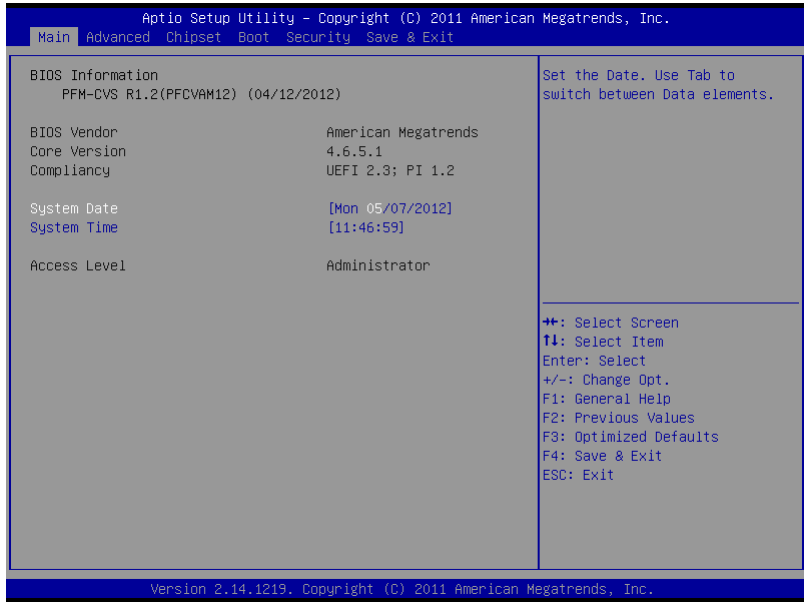 Aptio Setup Utility – Copyright (C) 2011 American Megatrends, Inc.
Main Advanced Chipset Boot Security Save & Exit
BIOS Information
PFM-CVS R1.2(PFCVAM12) (04/12/2012)
BIOS Vendor American Megatrends
Core Version 4.6.5.1
Compliancy UEFI 2.3; PI 1.2
System Date [Mon 05/07/2012]
System Time [11:46:59]
Access Level Administrator
Set the Date. Use Tab to
switch between Data elements.
→←: Select Screen
↑↓: Select Item
Enter: Select
+/-: Change Opt.
F1: General Help
F2: Previous Values
F3: Optimized Defaults
F4: Save & Exit
ESC: Exit
Version 2.14.1219. Copyright (C) 2011 American Megatrends, Inc.